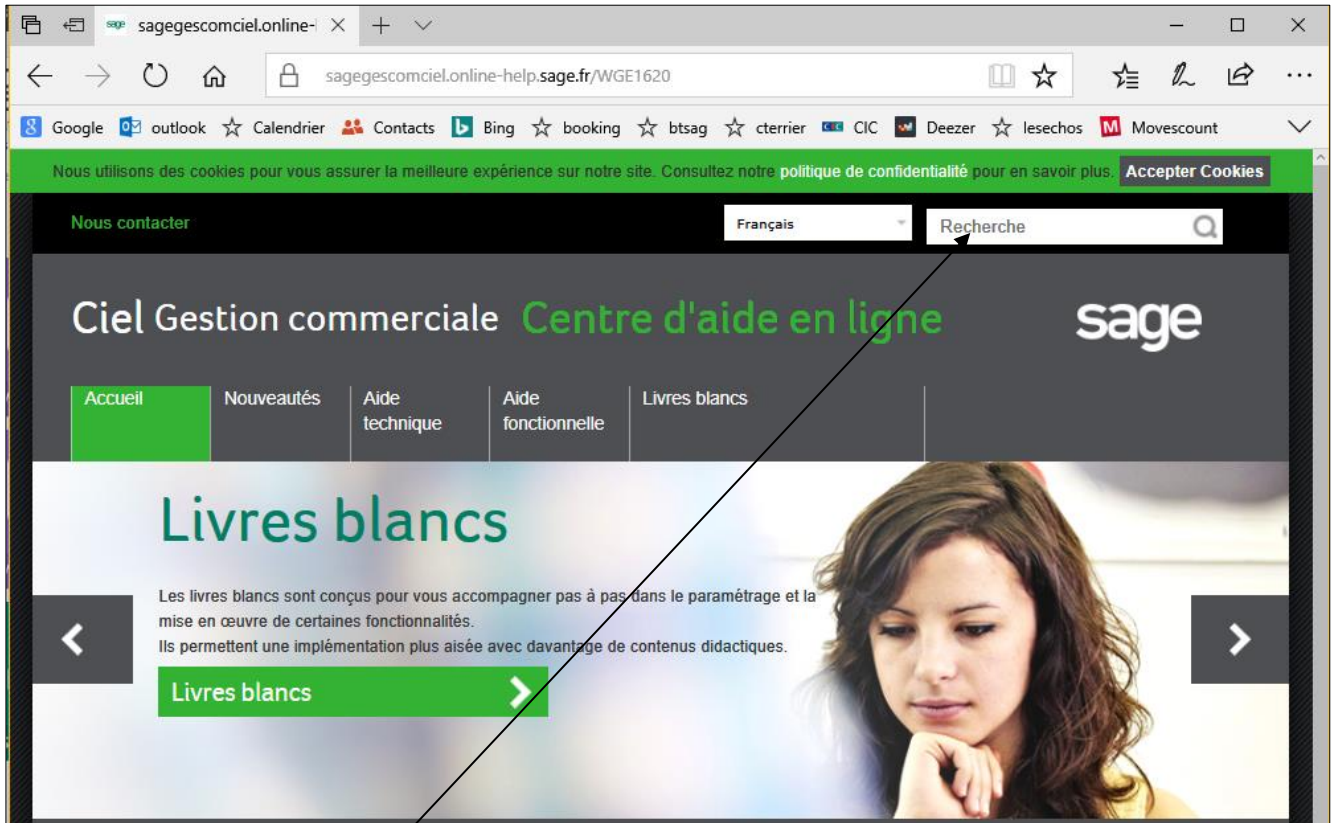 sage sagegescomciel.online-
sagegescomciel.online-help.sage.fr/WGE1620
Google outlook Calendrier Contacts Bing booking btsag cterrier CIC Deezer lesechos Movescount
Nous utilisons des cookies pour vous assurer la meilleure expérience sur notre site. Consultez notre politique de confidentialité pour en savoir plus. Accepter Cookies
Nous contacter Français Recherche
Ciel Gestion commerciale Centre d'aide en ligne sage
Accueil Nouveautés Aide technique Aide fonctionnelle Livres blancs
Livres blancs
Les livres blancs sont conçus pour vous accompagner pas à pas dans le paramétrage et la
mise en œuvre de certaines fonctionnalités.
Ils permettent une implémentation plus aisée avec davantage de contenus didactiques.
Livres blancs